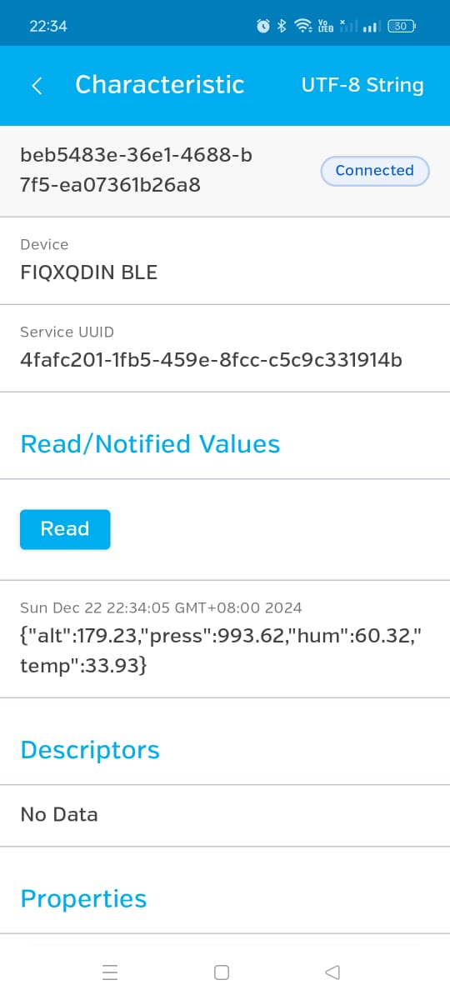 22:34
Vo
LTE B
30
Characteristic
UTF-8 String
beb5483e-36e1-4688-b
7f5-ea07361b26a8
Connected
Device
FIQXQDIN BLE
Service UUID
4fafc201-1fb5-459e-8fcc-c5c9c331914b
Read/Notified Values
Read
Sun Dec 22 22:34:05 GMT+08:00 2024
{"alt":179.23,"press":993.62,"hum":60.32,"
temp":33.93}
Descriptors
No Data
Properties